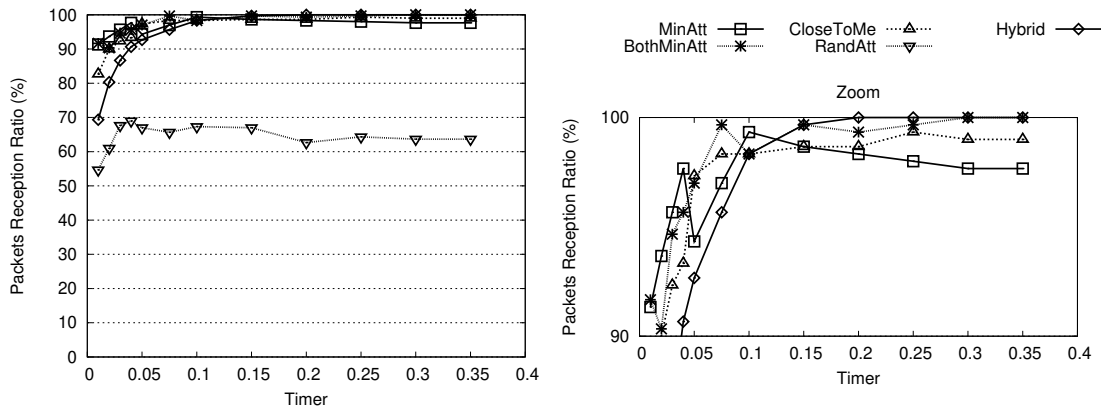 100
90
80
70
60
50
40
30
20
10
0
0 0.05 0.1 0.15 0.2 0.25 0.3 0.35 0.4
Packets Reception Ratio (%)
Timer
MinAtt CloseToMe Hybrid
BothMinAtt RandAtt
Zoom
100
90
0 0.05 0.1 0.15 0.2 0.25 0.3 0.35 0.4
Packets Reception Ratio (%)
Timer